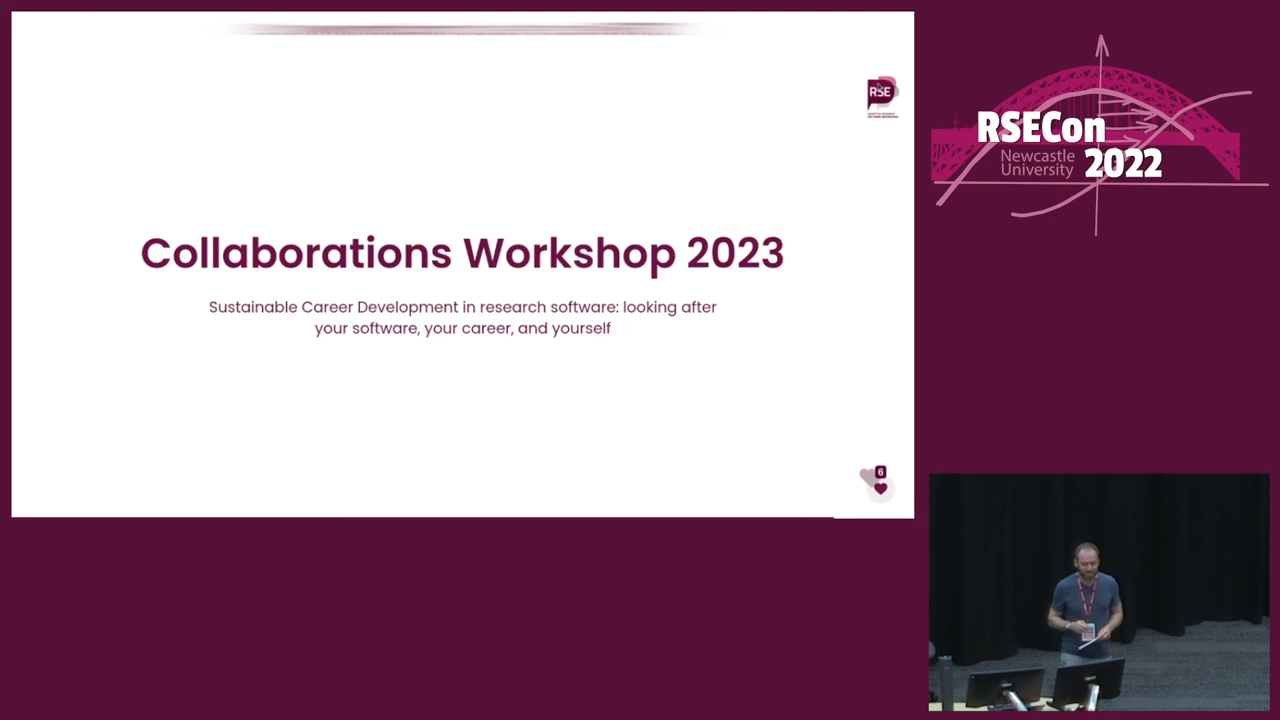 RSE
Collaborations Workshop 2023
Sustainable Career Development in research software: looking after
your software, your career, and yourself
6
RSECon
Newcastle
University
2022